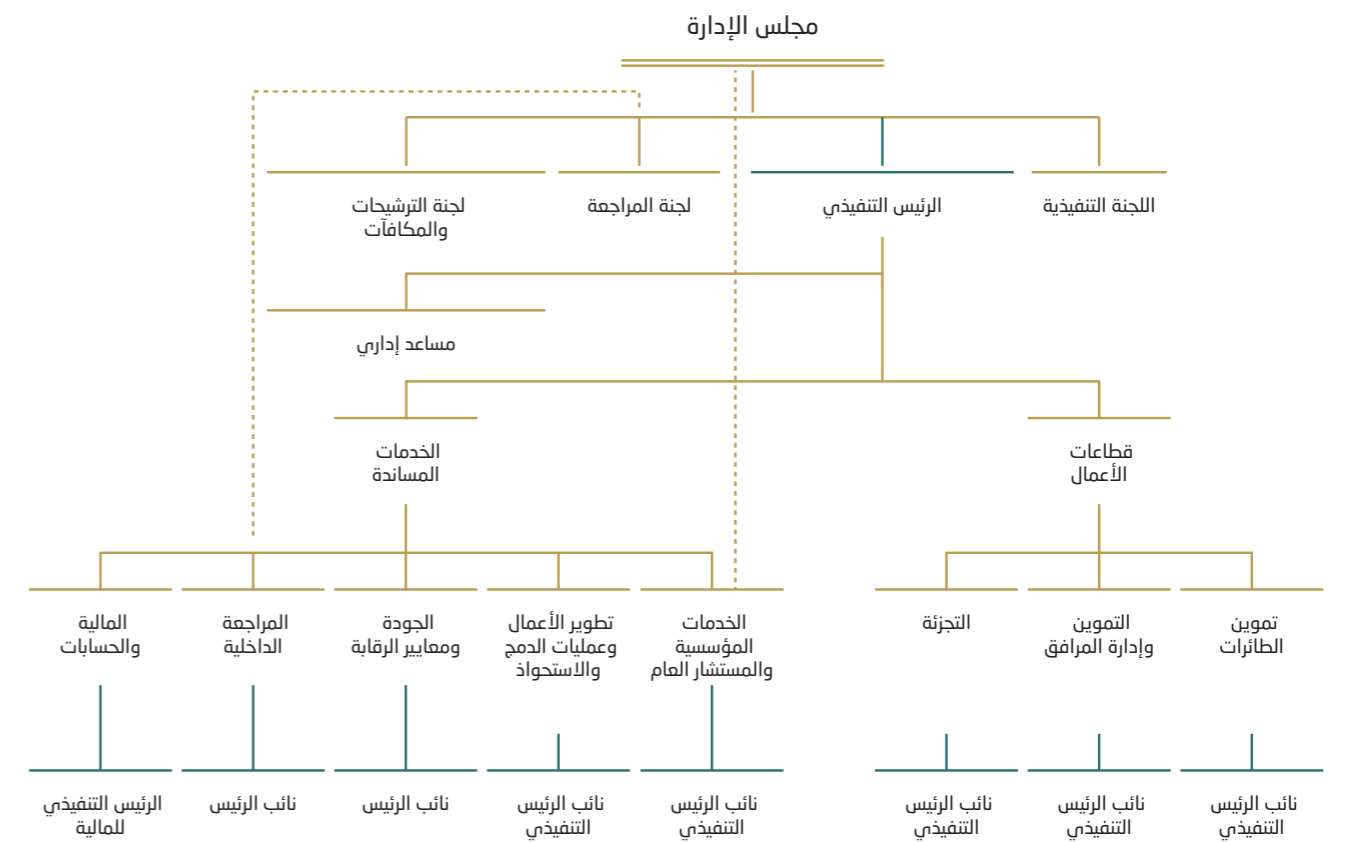 مجلس الإدارة
اللجنة التنفيذية
الرئيس التنفيذي
لجنة المراجعة
لجنة الترشيحات
والمكافآت
مساعد إداري
قطاعات
الأعمال
الخدمات
المساندة
تموين
الطائرات
التموين
وإدارة المرافق
التجزئة
الخدمات
المؤسسية
والمستشار العام
تطوير الأعمال
وعمليات الدمج
والاستحواذ
الجودة
ومعايير الرقابة
المراجعة
الداخلية
المالية
والحسابات
نائب الرئيس
التنفيذي
نائب الرئيس
التنفيذي
نائب الرئيس
التنفيذي
نائب الرئيس
التنفيذي
نائب الرئيس
التنفيذي
نائب الرئيس
نائب الرئيس
الرئيس التنفيذي
للمالية